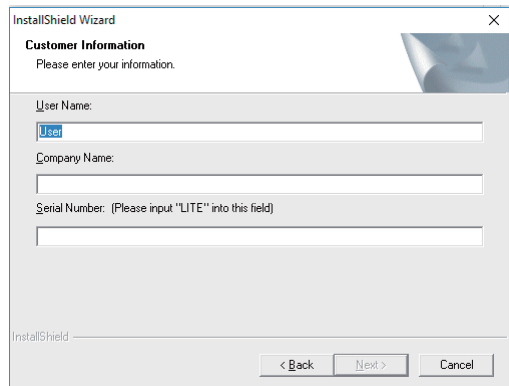 InstallShield Wizard
Customer Information
Please enter your information.
User Name:
User
Company Name:
Serial Number: (Please input "LITE" into this field)
InstallShield
< Back Next > Cancel